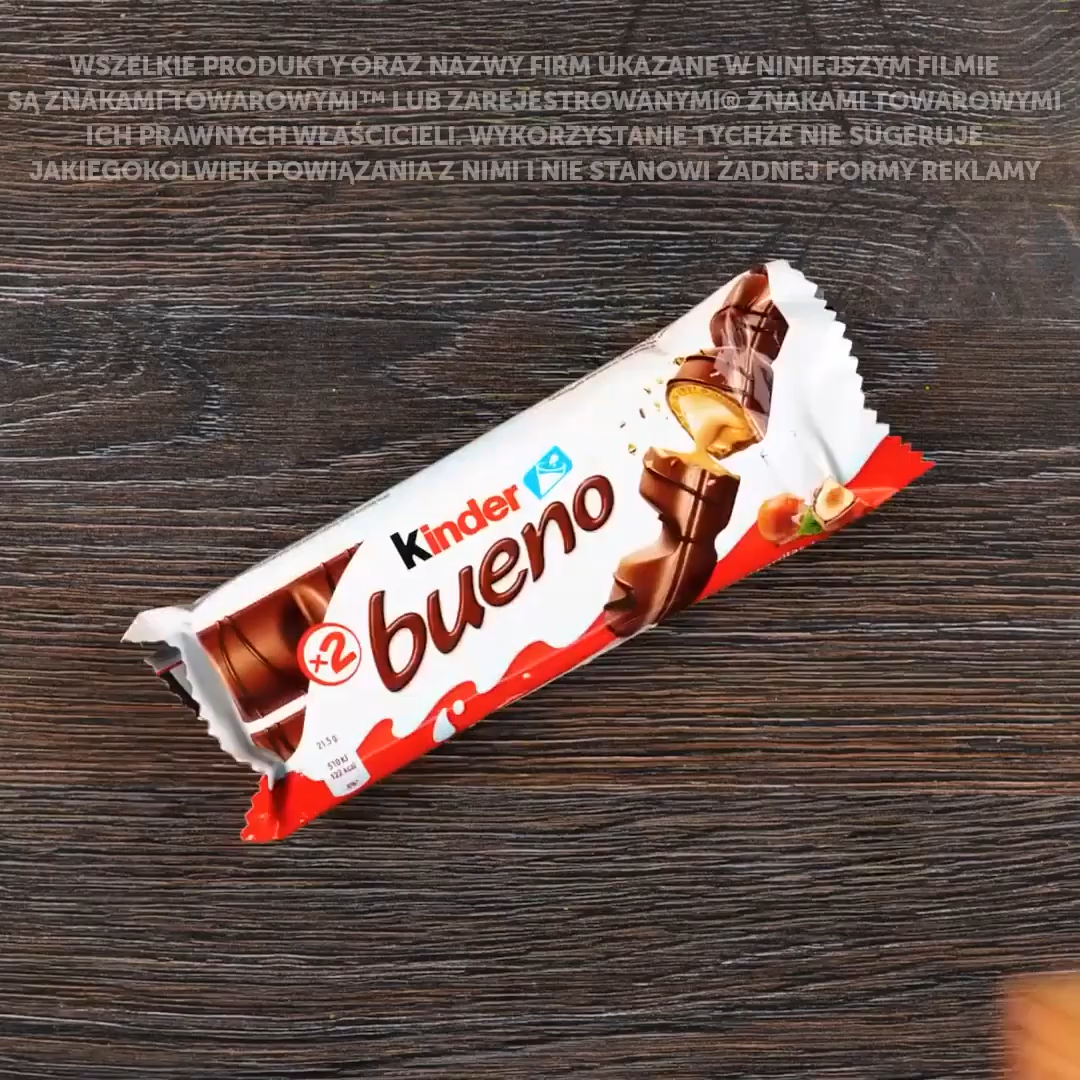 WSZELKIE PRODUKTY ORAZ NAZWY FIRM UKAZANE W NINIEJSZYM FILMIE
SĄ ZNAKAMI TOWAROWYMI™ LUB ZAREJESTROWANYMI® ZNAKAMI TOWAROWYMI
ICH PRAWNYCH WŁAŚCICIELI. WYKORZYSTANIE TYCHŻE NIE SUGERUJE
JAKIEGOKOLWIEK POWIĄZANIA Z NIMI I NIE STANOWI ŻADNEJ FORMY REKLAMY
Kinder
bueno
x2
21.5 g
510 kJ
122 kcal